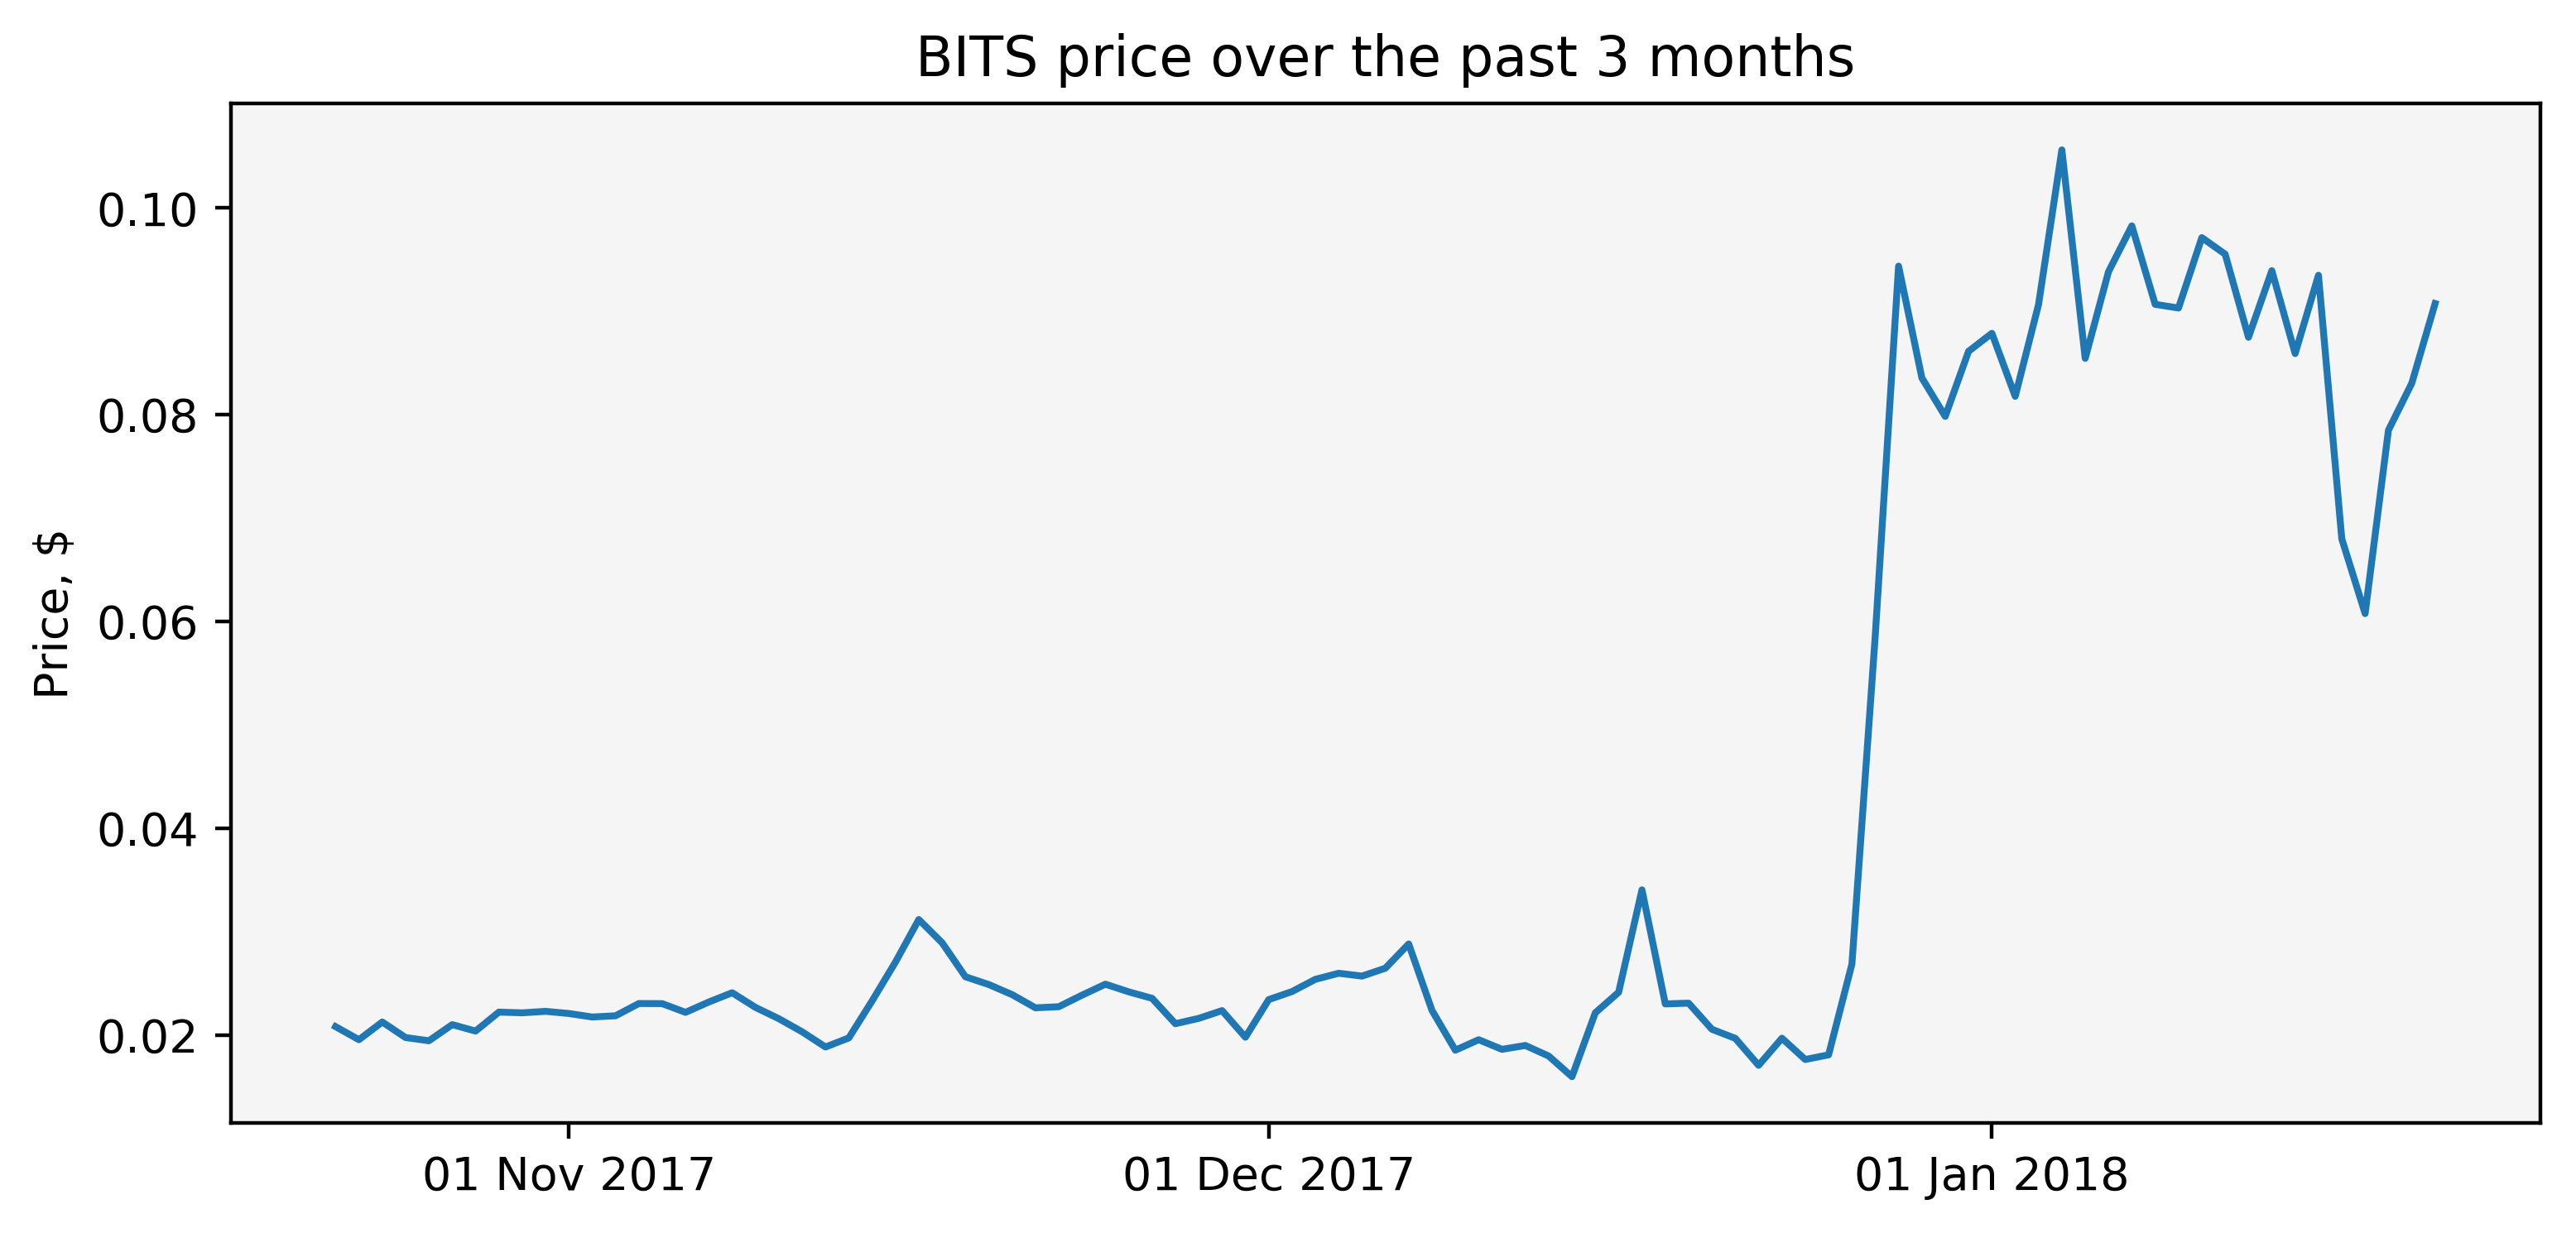 BITS price over the past 3 months
Price, $
0.10
0.08
0.06
0.04
0.02
01 Nov 2017
01 Dec 2017
01 Jan 2018